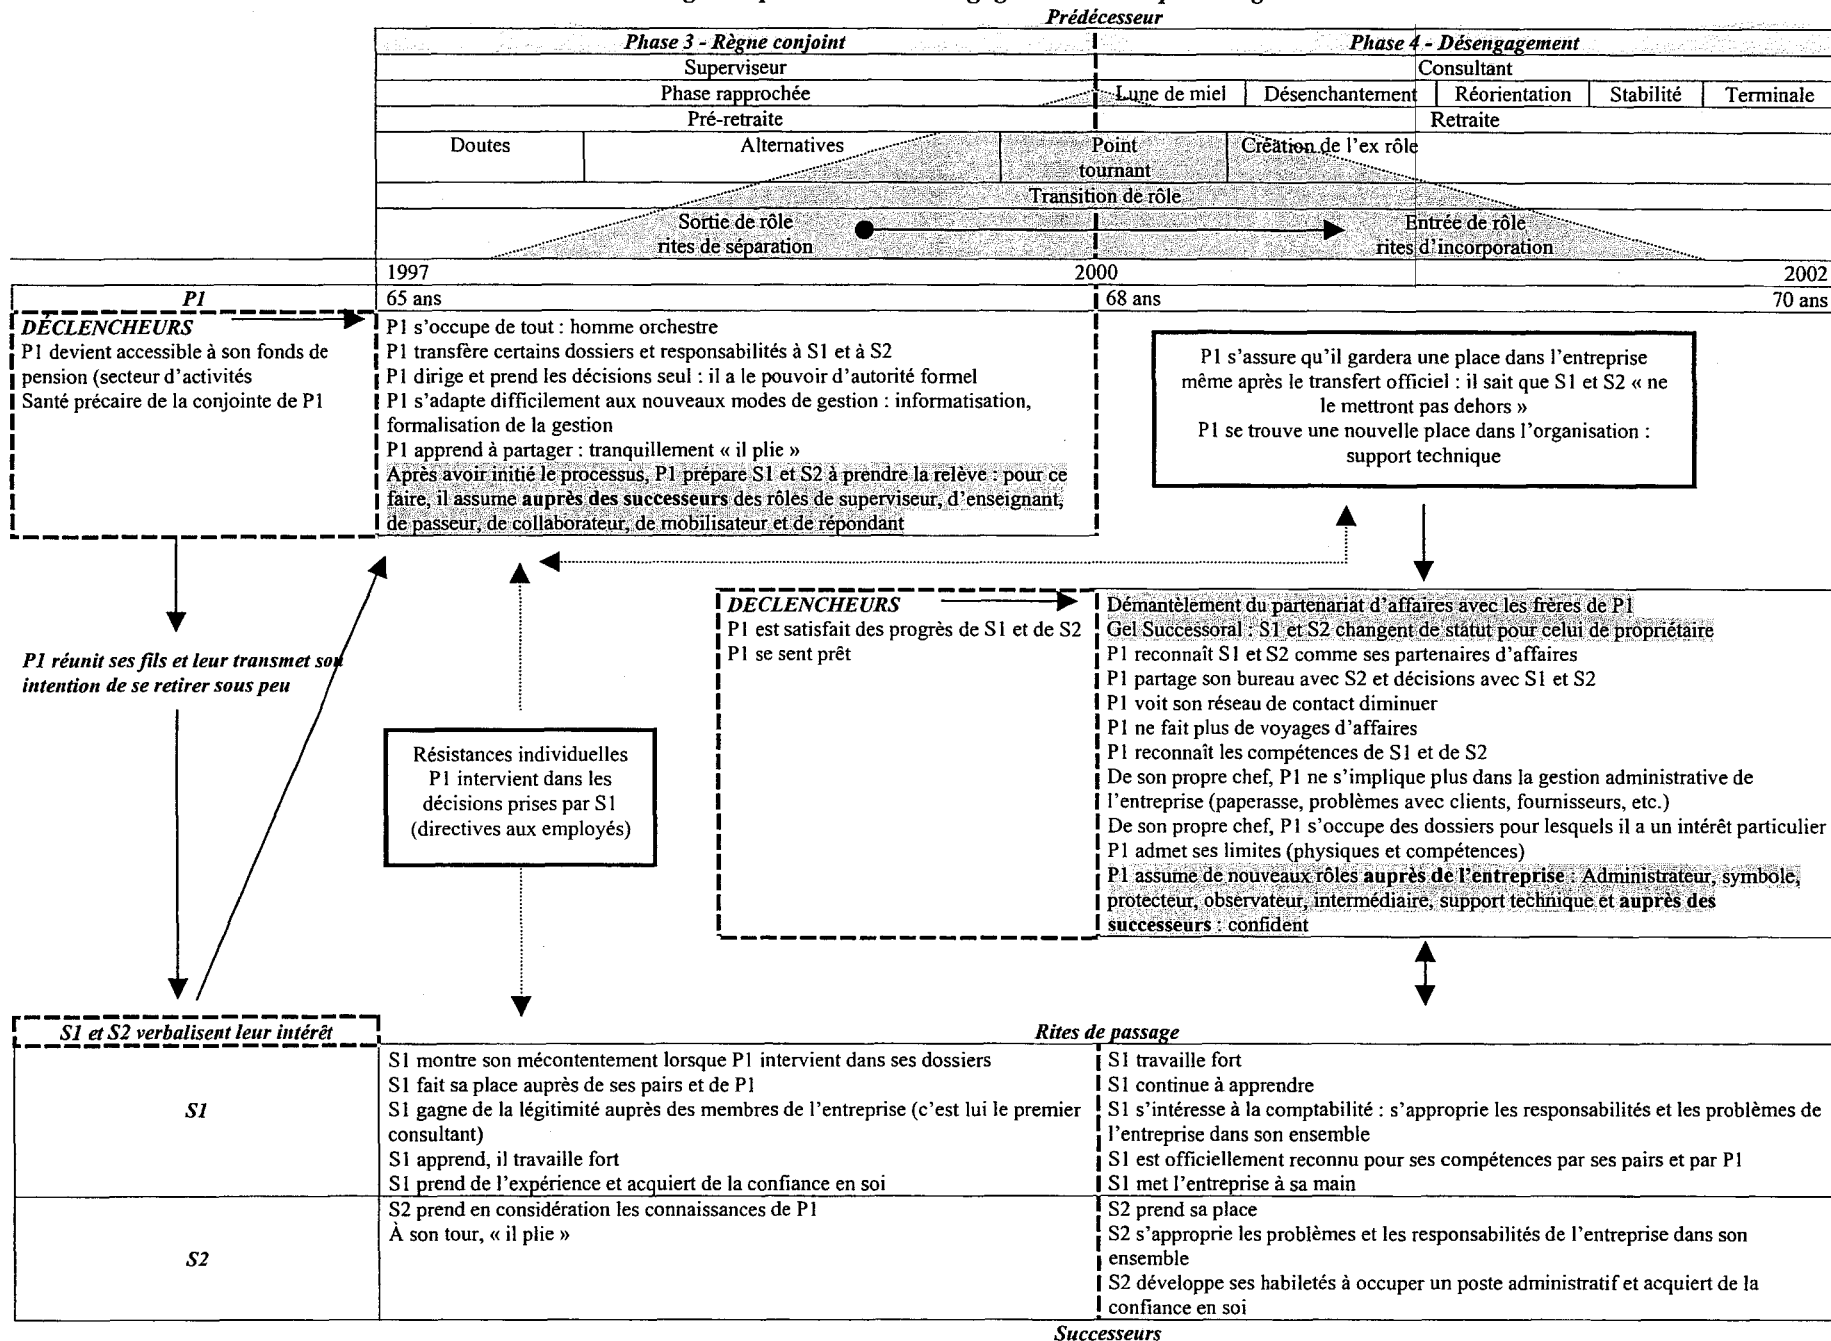 Prédécesseur
Phase 3 - Règne conjoint
Phase 4 - Désengagement
Superviseur
Consultant
Phase rapprochée
Lune de miel
Désenchantement
Réorientation
Stabilité
Terminale
Pré-retraite
Retraite
Doutes
Alternatives
Point
tournant
Création de l'ex rôle
Transition de rôle
Sortie de rôle
rites de séparation
Entrée de rôle
rites d'incorporation
1997
2000
2002
P1
65 ans
68 ans
70 ans
DÉCLENCHEURS
P1 devient accessible à son fonds de
pension (secteur d'activités
Santé précaire de la conjointe de P1
P1 s'occupe de tout : homme orchestre
P1 transfère certains dossiers et responsabilités à S1 et à S2
P1 dirige et prend les décisions seul : il a le pouvoir d'autorité formel
P1 s'adapte difficilement aux nouveaux modes de gestion : informatisation,
formalisation de la gestion
P1 apprend à partager : tranquillement « il plie »
Après avoir initié le processus, P1 prépare S1 et S2 à prendre la relève : pour ce
faire, il assume auprès des successeurs des rôles de superviseur, d'enseignant,
de passeur, de collaborateur, de mobilisateur et de répondant
P1 s'assure qu'il gardera une place dans l'entreprise
même après le transfert officiel : il sait que S1 et S2 « ne
le mettront pas dehors »
P1 se trouve une nouvelle place dans l'organisation :
support technique
P1 réunit ses fils et leur transmet son
intention de se retirer sous peu
DECLENCHEURS
P1 est satisfait des progrès de S1 et de S2
P1 se sent prêt
Démantèlement du partenariat d'affaires avec les frères de P1
Gel Successoral : S1 et S2 changent de statut pour celui de propriétaire
P1 reconnaît S1 et S2 comme ses partenaires d'affaires
P1 partage son bureau avec S2 et décisions avec S1 et S2
P1 voit son réseau de contact diminuer
P1 ne fait plus de voyages d'affaires
P1 reconnaît les compétences de S1 et de S2
De son propre chef, P1 ne s'implique plus dans la gestion administrative de
l'entreprise (paperasse, problèmes avec clients, fournisseurs, etc.)
De son propre chef, P1 s'occupe des dossiers pour lesquels il a un intérêt particulier
P1 admet ses limites (physiques et compétences)
P1 assume de nouveaux rôles auprès de l'entreprise : Administrateur, symbole,
protecteur, observateur, intermédiaire, support technique et auprès des
successeurs : confident
Résistances individuelles
P1 intervient dans les
décisions prises par S1
(directives aux employés)
S1 et S2 verbalisent leur intérêt
Rites de passage
S1
S1 montre son mécontentement lorsque P1 intervient dans ses dossiers
S1 fait sa place auprès de ses pairs et de P1
S1 gagne de la légitimité auprès des membres de l'entreprise (c'est lui le premier
consultant)
S1 apprend, il travaille fort
S1 prend de l'expérience et acquiert de la confiance en soi
S1 travaille fort
S1 continue à apprendre
S1 s'intéresse à la comptabilité : s'approprie les responsabilités et les problèmes de
l'entreprise dans son ensemble
S1 est officiellement reconnu pour ses compétences par ses pairs et par P1
S1 met l'entreprise à sa main
S2
S2 prend en considération les connaissances de P1
À son tour, « il plie »
S2 prend sa place
S2 s'approprie les problèmes et les responsabilités de l'entreprise dans son
ensemble
S2 développe ses habiletés à occuper un poste administratif et acquiert de la
confiance en soi
Successeurs